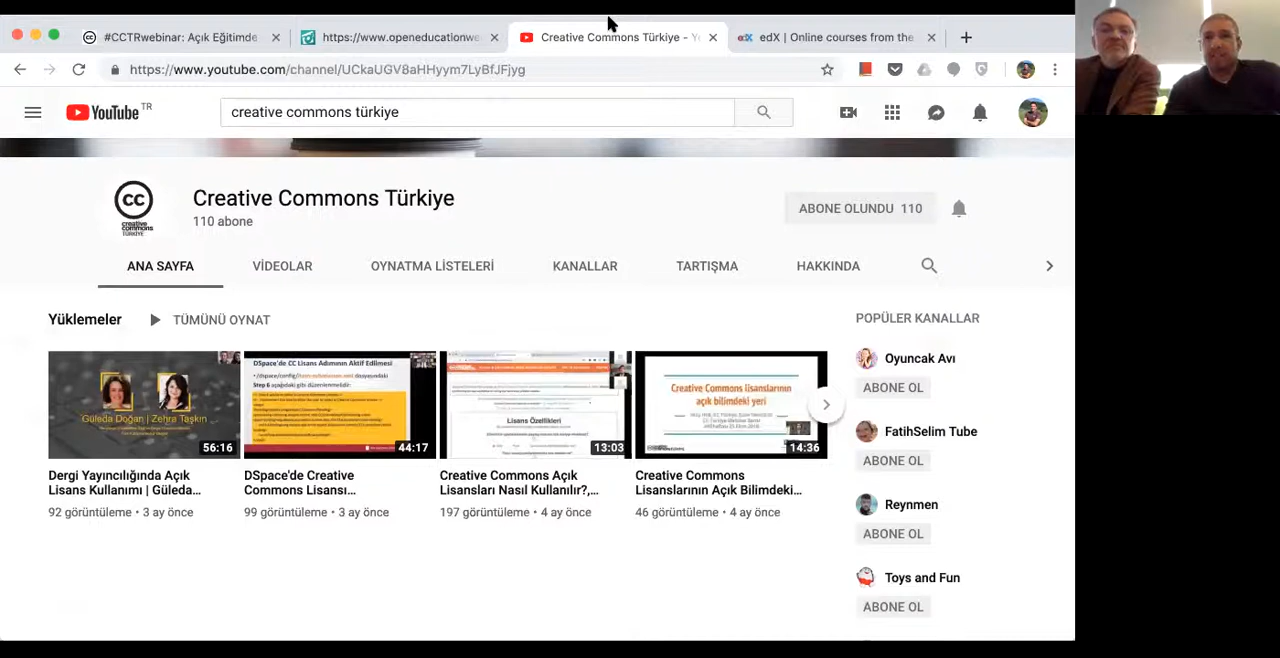 #CCTRwebinar: Açık Eğitimde
https://www.openeducationwe
Creative Commons Türkiye - Yo
edX | Online courses from the
https://www.youtube.com/channel/UCkaUGV8aHHyym7LyBfJFjyg
YouTube TR
creative commons türkiye
cc
creative commons
TÜRKİYE
Creative Commons Türkiye
110 abone
ABONE OLUNDU 110
ANA SAYFA
VİDEOLAR
OYNATMA LİSTELERİ
KANALLAR
TARTIŞMA
HAKKINDA
Yüklemeler
TÜMÜNÜ OYNAT
Güleda Doğan | Zehra Taşkın
56:16
Dergi Yayıncılığında Açık
Lisans Kullanımı | Güleda...
92 görüntüleme • 3 ay önce
DSpace'de CC Lisans Adımının Aktif Edilmesi
44:17
DSpace'de Creative
Commons Lisansı...
99 görüntüleme • 3 ay önce
Lisans Özellikleri
13:03
Creative Commons Açık
Lisansları Nasıl Kullanılır?,...
197 görüntüleme • 4 ay önce
Creative Commons lisanslarının
açık bilimdeki yeri
14:36
Creative Commons
Lisanslarının Açık Bilimdeki...
46 görüntüleme • 4 ay önce
POPÜLER KANALLAR
Oyuncak Avı
ABONE OL
FatihSelim Tube
ABONE OL
Reynmen
ABONE OL
Toys and Fun
ABONE OL